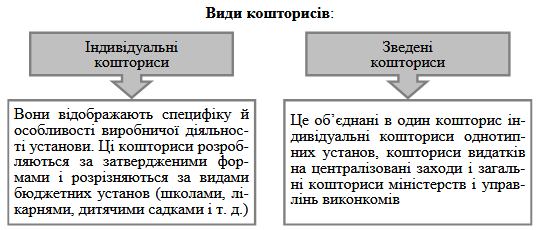 Види кошторисів:
Індивідуальні
кошториси
Зведені
кошториси
Вони відображають специфіку й
особливості виробничої діяльнос-
ті установи. Ці кошториси розроб-
ляються за затвердженими фор-
мами і розрізняються за видами
бюджетних установ (школами, лі-
карнями, дитячими садками і т. д.)
Це об’єднані в один кошторис ін-
дивідуальні кошториси однотип-
них установ, кошториси видатків
на централізовані заходи і загаль-
ні кошториси міністерств і управ-
лінь виконкомів